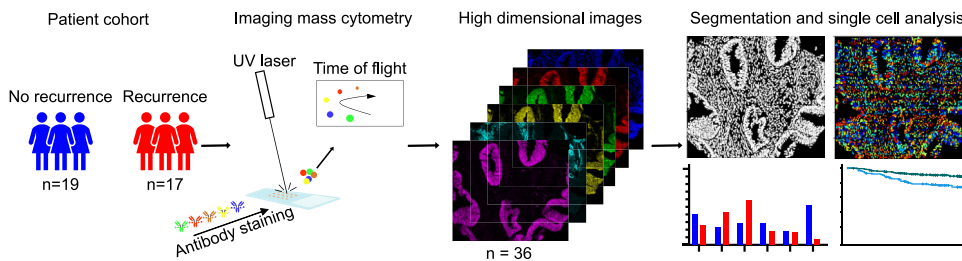 Patient cohort
Imaging mass cytometry
High dimensional images
Segmentation and single cell analysis
UV laser
Time of flight
No recurrence
Recurrence
n=19
n=17
Antibody staining
n = 36